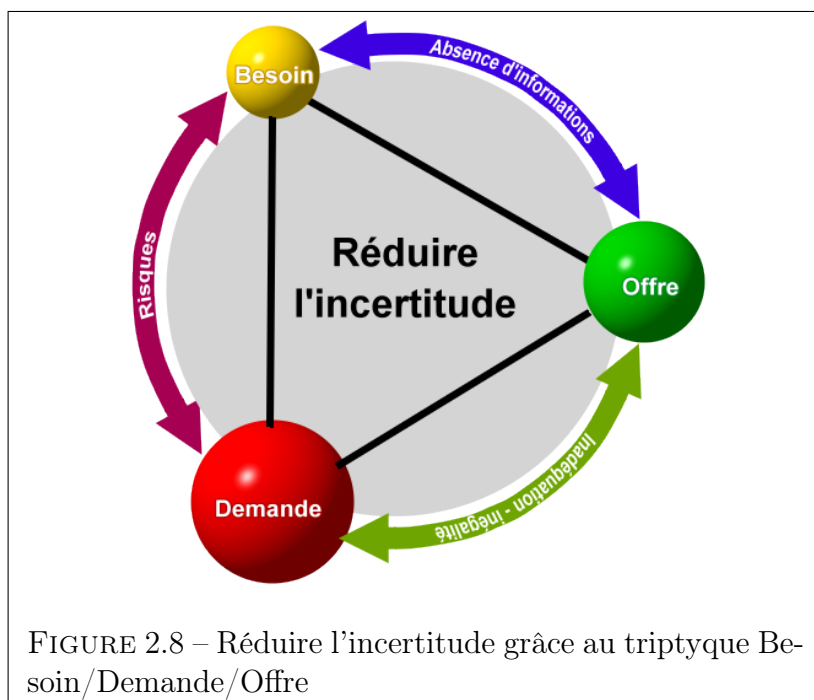 Besoin
Absence d'informations
Risques
Réduire
l'incertitude
Offre
Demande
Inadéquation - inégalité
FIGURE 2.8 – Réduire l'incertitude grâce au triptyque Be-
soin/Demande/Offre